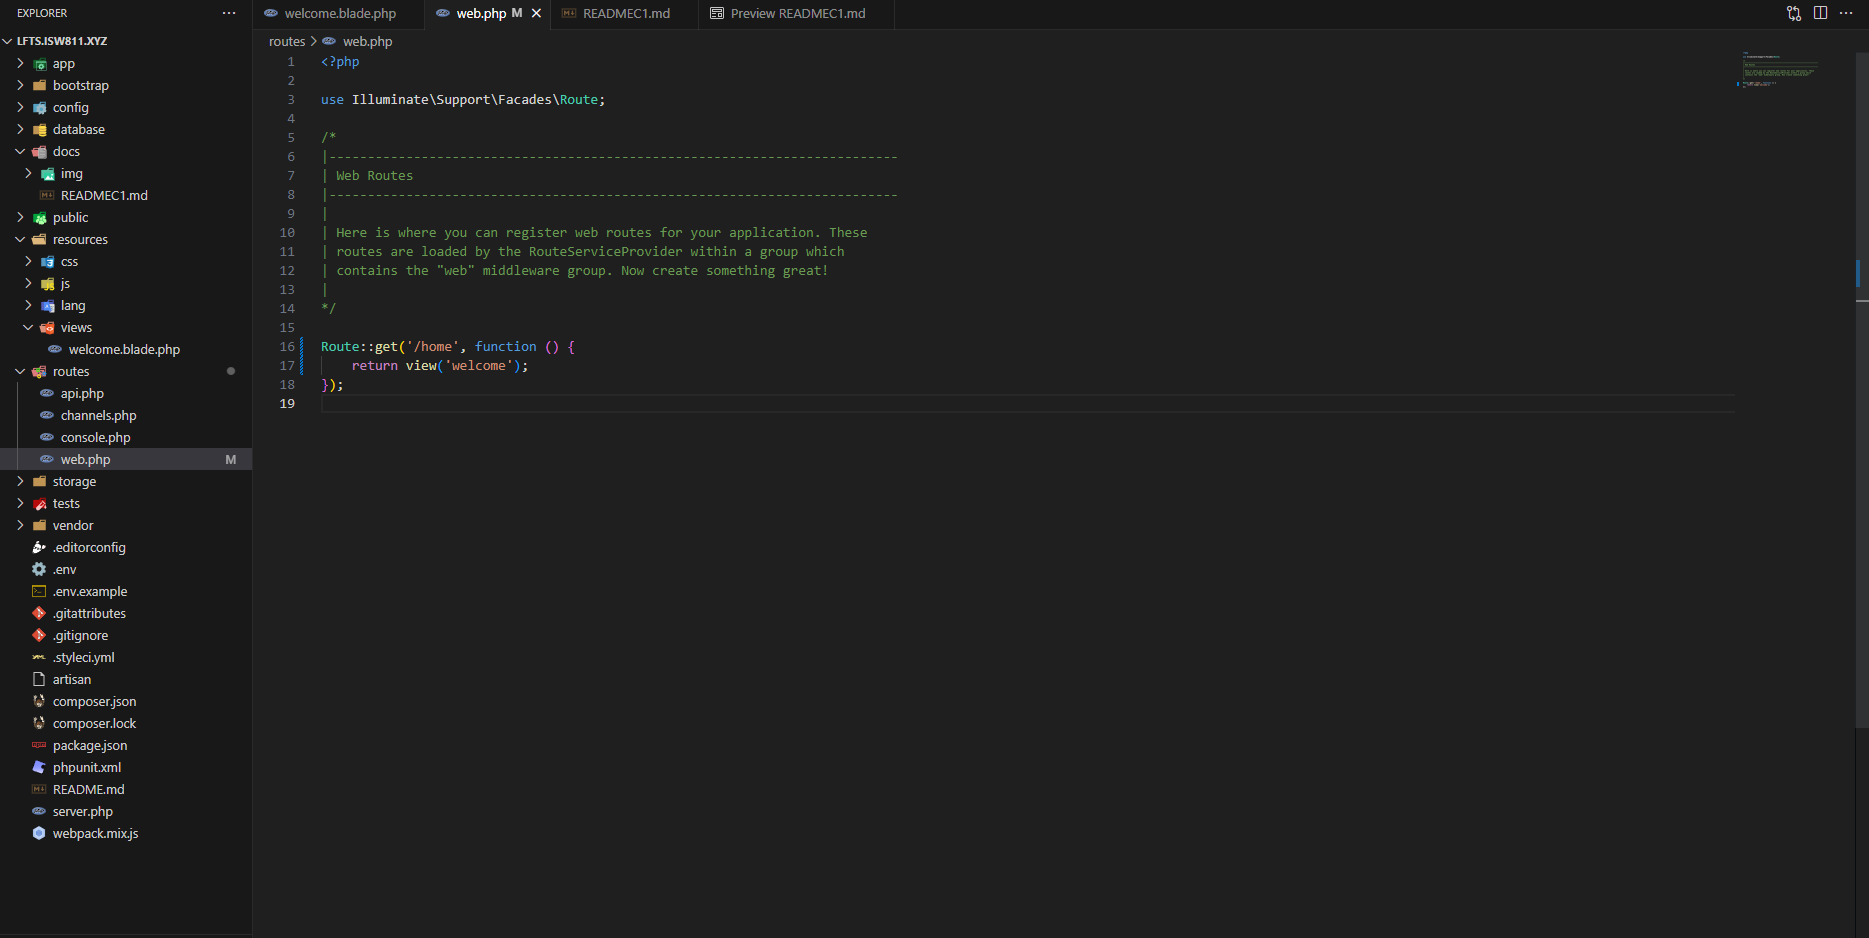 EXPLORER
LFTS.ISW811.XYZ
app
bootstrap
config
database
docs
img
READMEC1.md
public
resources
css
js
lang
views
welcome.blade.php
routes
api.php
channels.php
console.php
web.php M
storage
tests
vendor
.editorconfig
.env
.env.example
.gitattributes
.gitignore
.styleci.yml
artisan
composer.json
composer.lock
package.json
phpunit.xml
README.md
server.php
webpack.mix.js
welcome.blade.php web.php M READMEC1.md Preview READMEC1.md
routes > web.php
1 <?php
2
3 use Illuminate\Support\Facades\Route;
4
5 /*
6 |--------------------------------------------------------------------------
7 | Web Routes
8 |--------------------------------------------------------------------------
9 |
10 | Here is where you can register web routes for your application. These
11 | routes are loaded by the RouteServiceProvider within a group which
12 | contains the "web" middleware group. Now create something great!
13 |
14 */
15
16 Route::get('/home', function () {
17     return view('welcome');
18 });
19